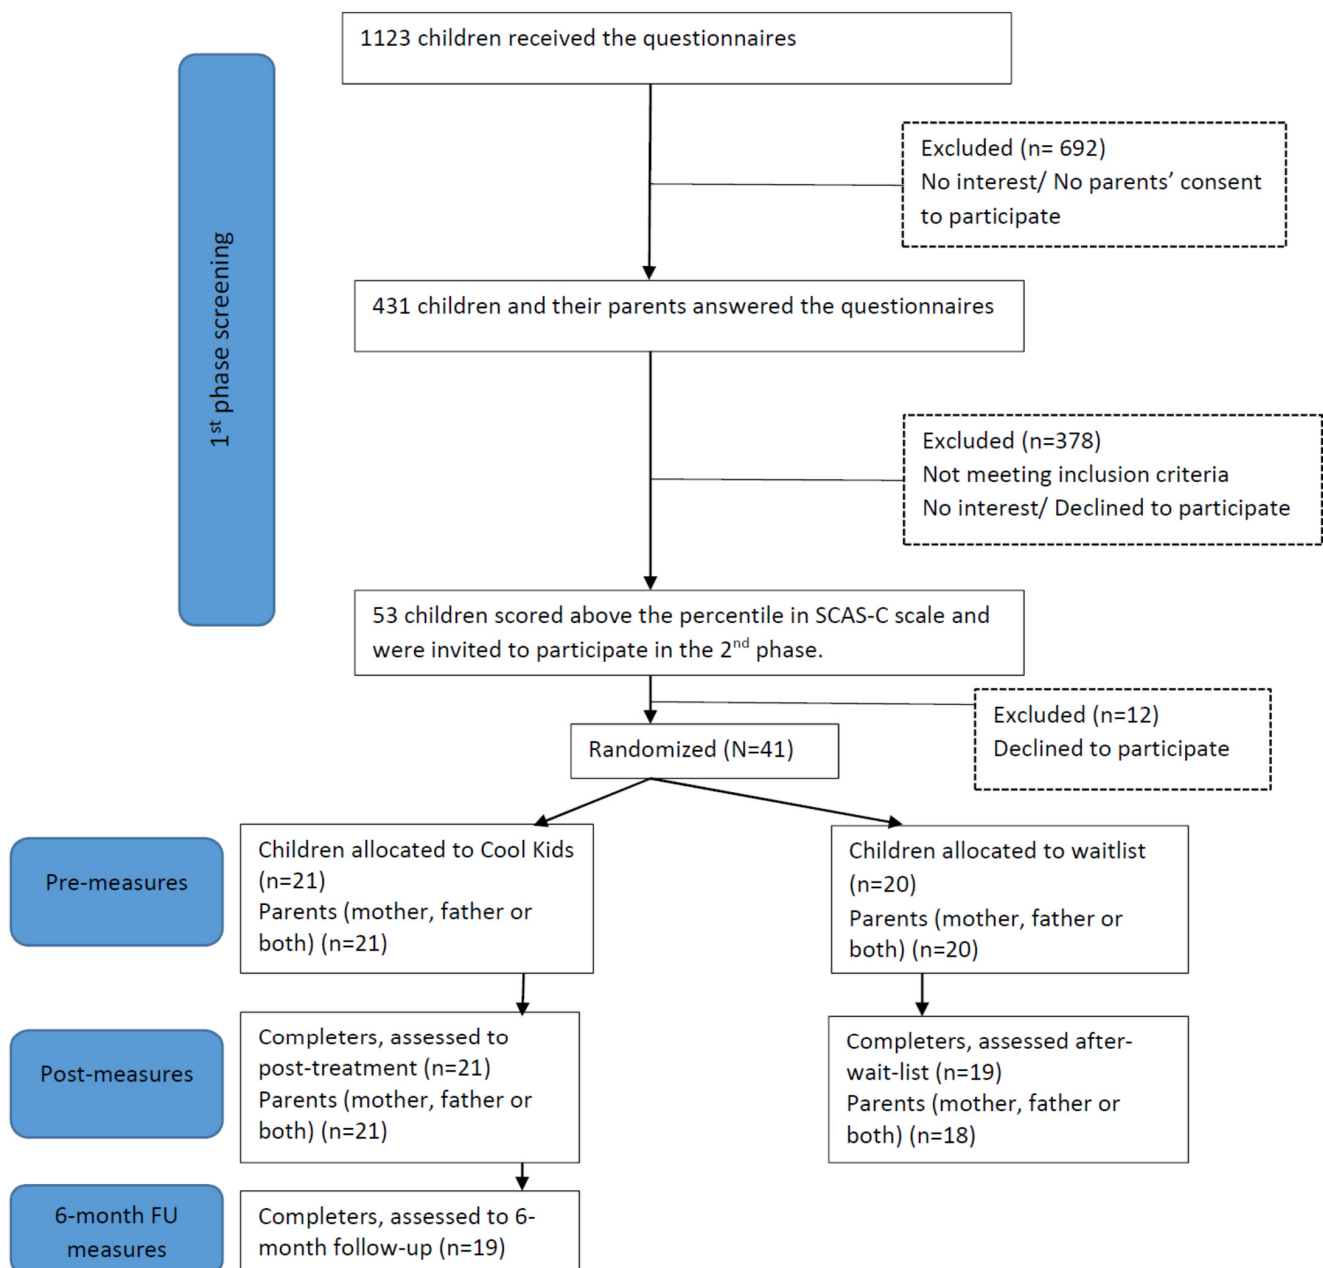 1123 children received the questionnaires
Excluded (n= 692)
No interest/ No parents’ consent
to participate
1st phase screening
431 children and their parents answered the questionnaires
Excluded (n=378)
Not meeting inclusion criteria
No interest/ Declined to participate
53 children scored above the percentile in SCAS-C scale and
were invited to participate in the 2nd phase.
Excluded (n=12)
Declined to participate
Randomized (N=41)
Pre-measures
Children allocated to Cool Kids
(n=21)
Parents (mother, father or
both) (n=21)
Children allocated to waitlist
(n=20)
Parents (mother, father or
both) (n=20)
Post-measures
Completers, assessed to
post-treatment (n=21)
Parents (mother, father or
both) (n=21)
Completers, assessed after-
wait-list (n=19)
Parents (mother, father or
both) (n=18)
6-month FU
measures
Completers, assessed to 6-
month follow-up (n=19)